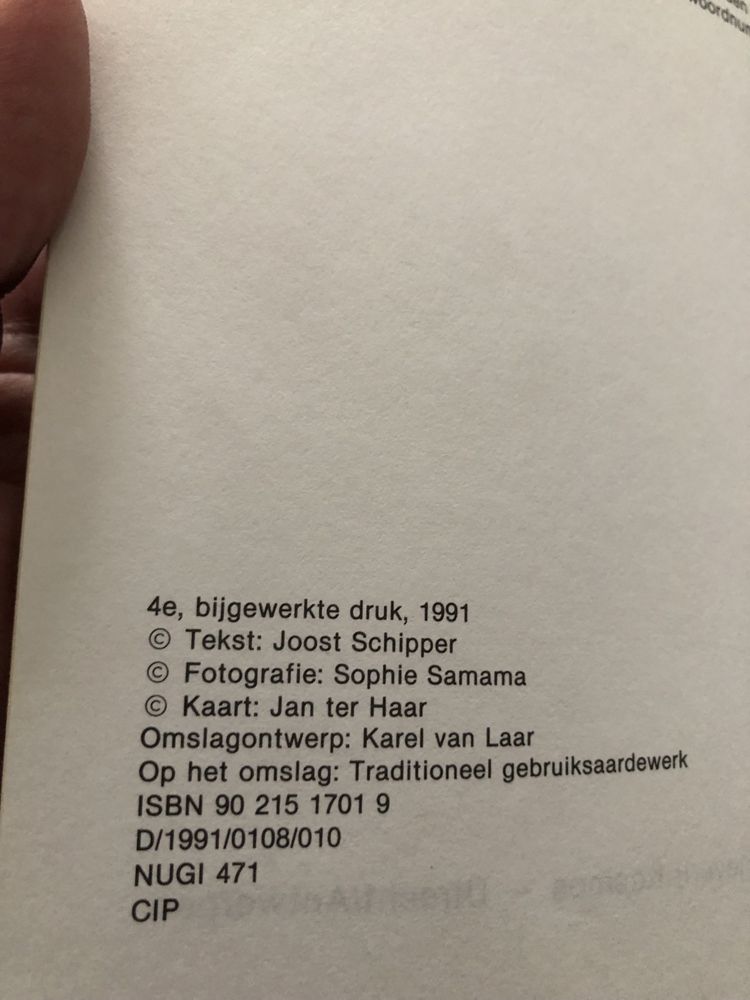 4e, bijgewerkte druk, 1991
© Tekst: Joost Schipper
© Fotografie: Sophie Samama
© Kaart: Jan ter Haar
Omslagontwerp: Karel van Laar
Op het omslag: Traditioneel gebruiksaardewerk
ISBN 90 215 1701 9
D/1991/0108/010
NUGI 471
CIP